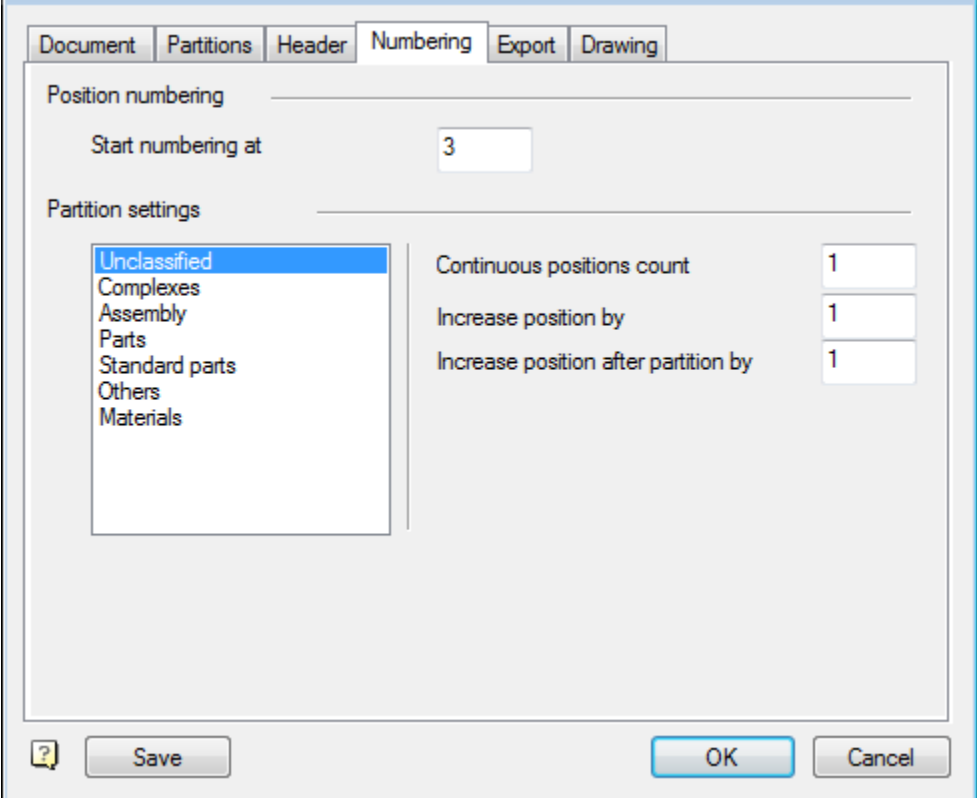 Document Partitions Header Numbering Export Drawing
Position numbering
Start numbering at 3
Partition settings
Unclassified
Complexes
Assembly
Parts
Standard parts
Others
Materials
Continuous positions count 1
Increase position by 1
Increase position after partition by 1
? Save OK Cancel